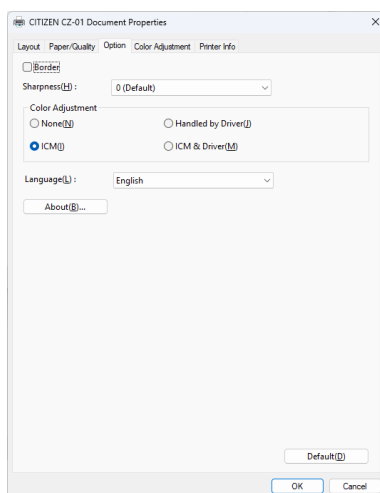 CITIZEN CZ-01 Document Properties
Layout Paper/Quality Option Color Adjustment Printer Info
Border
Sharpness(H) : 0 (Default)
Color Adjustment
None(N) Handled by Driver(J)
ICM(I) ICM & Driver(M)
Language(L) : English
About(B)...
Default(D)
OK Cancel